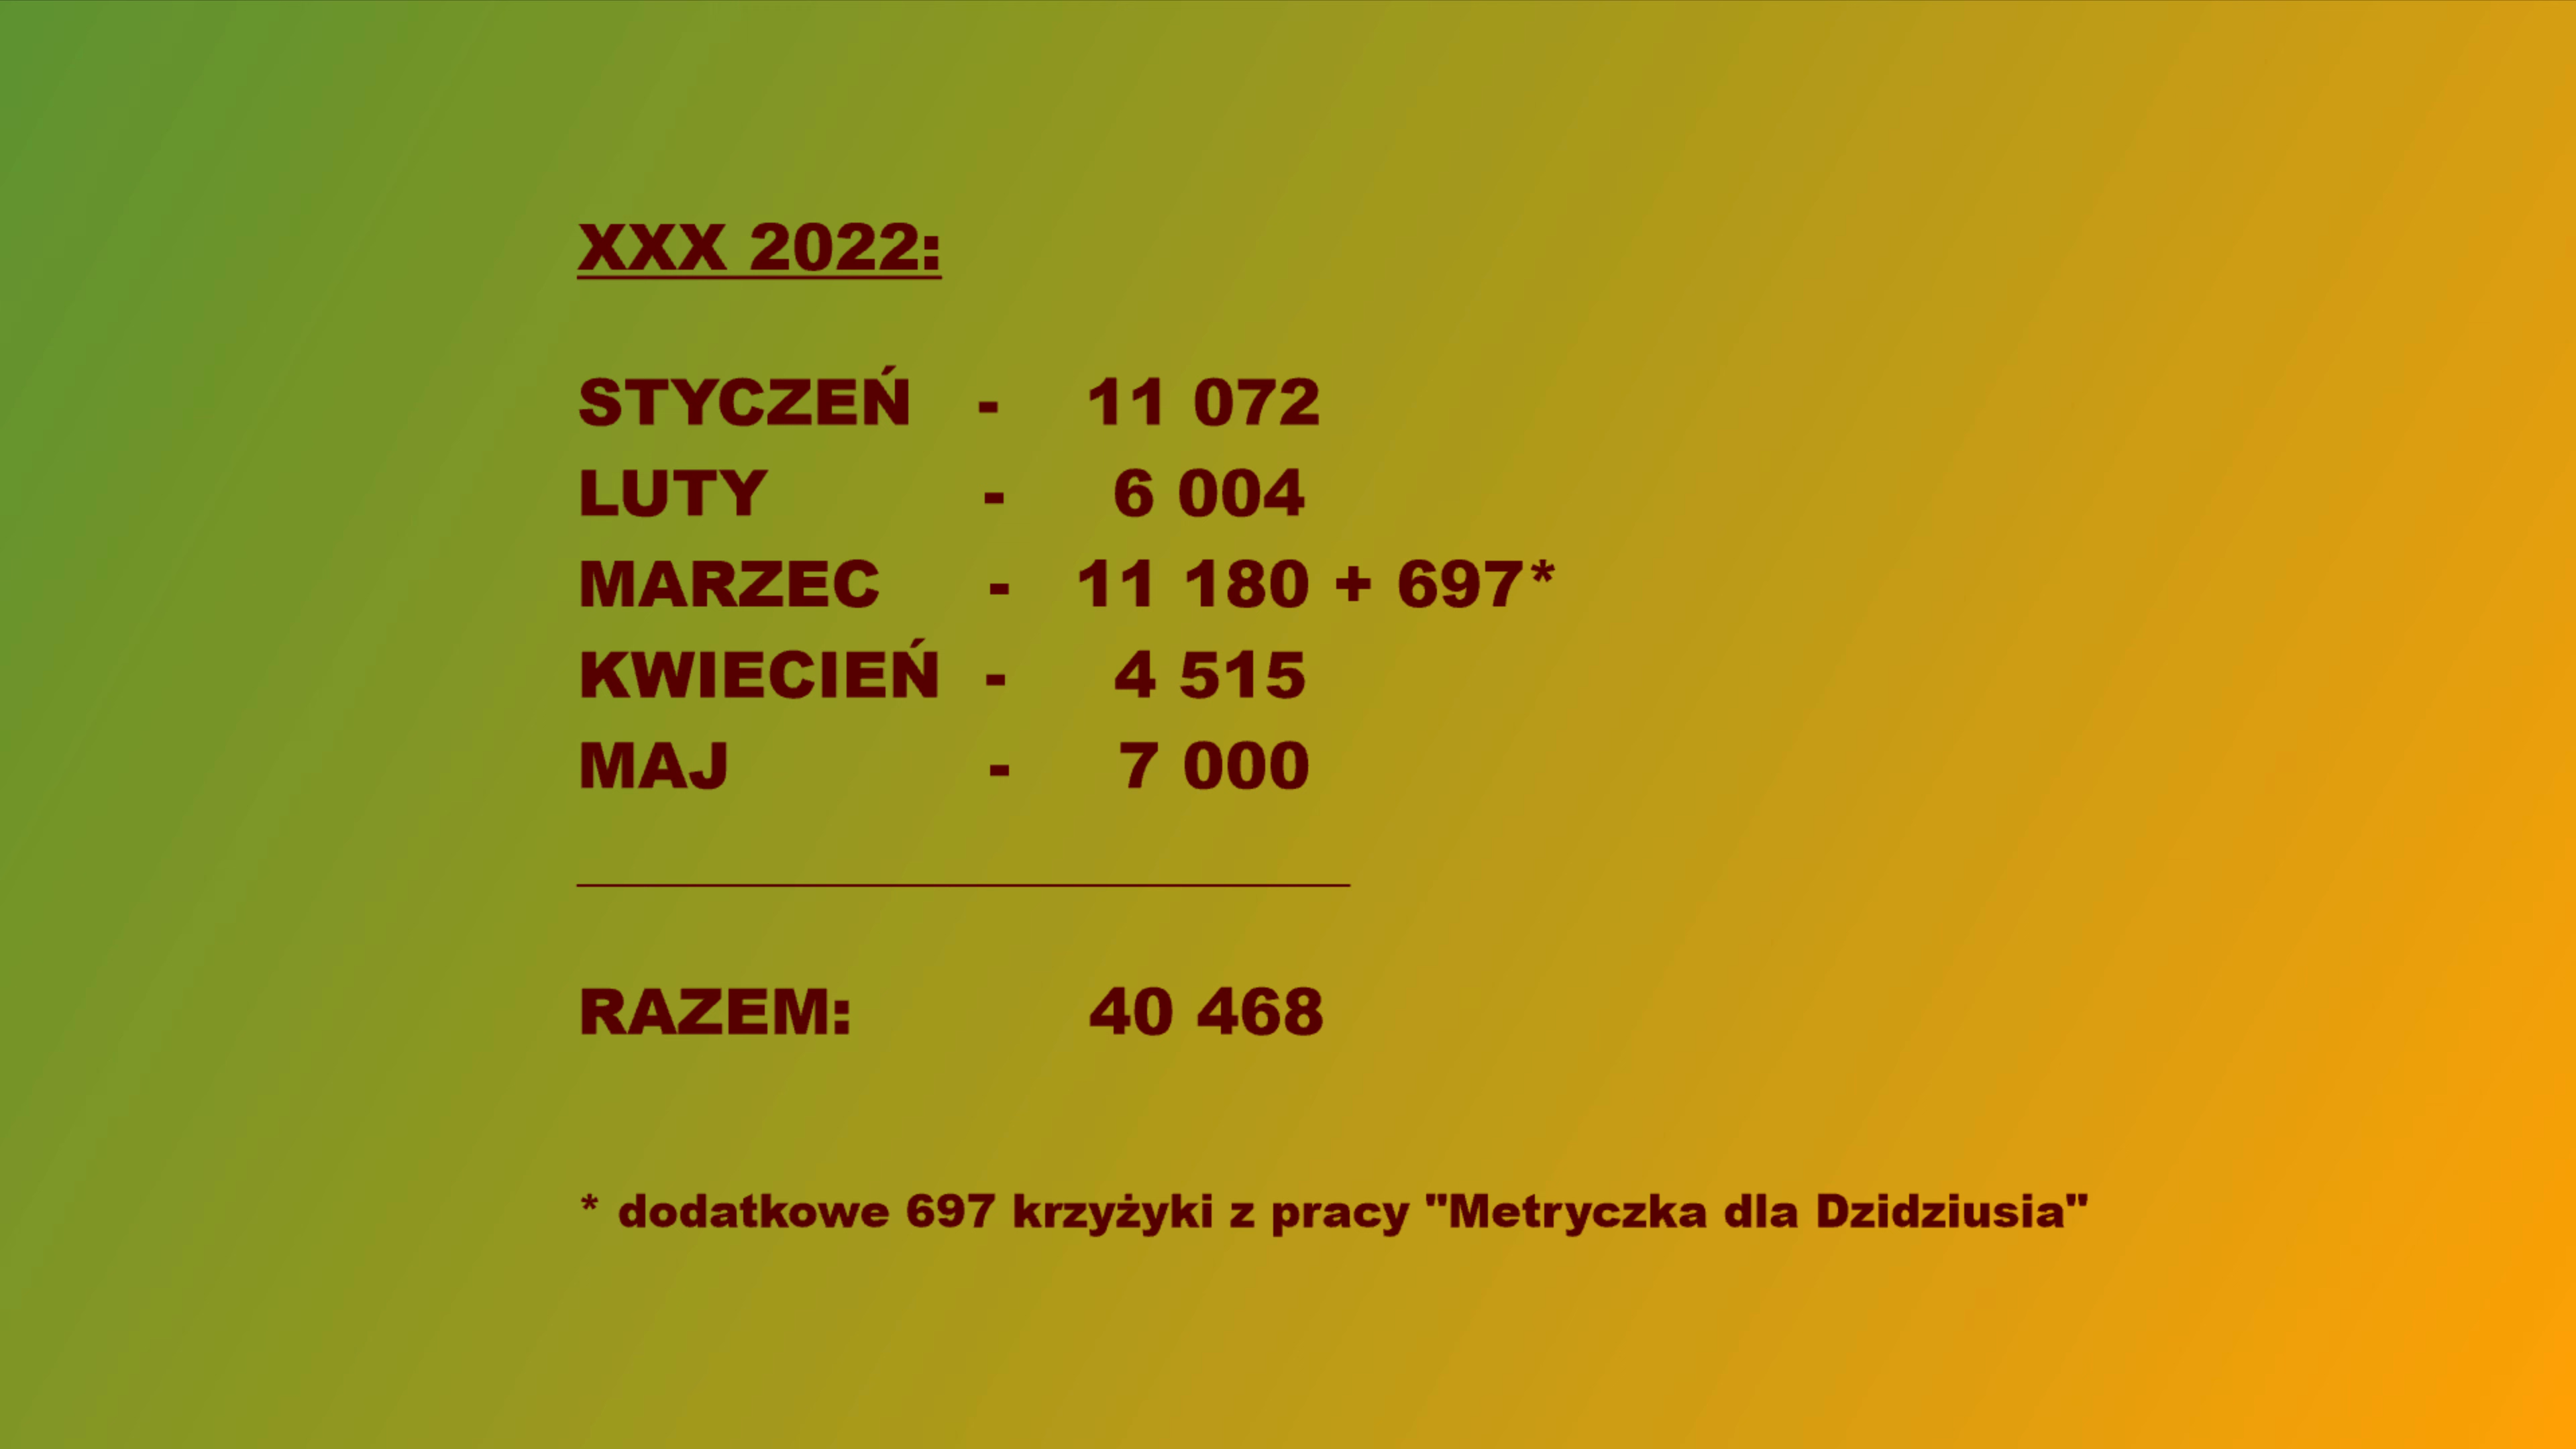 XXX 2022:
STYCZEŃ - 11 072
LUTY - 6 004
MARZEC - 11 180 + 697*
KWIECIEŃ - 4 515
MAJ - 7 000
RAZEM: 40 468
* dodatkowe 697 krzyżyki z pracy "Metryczka dla Dzidziusia"